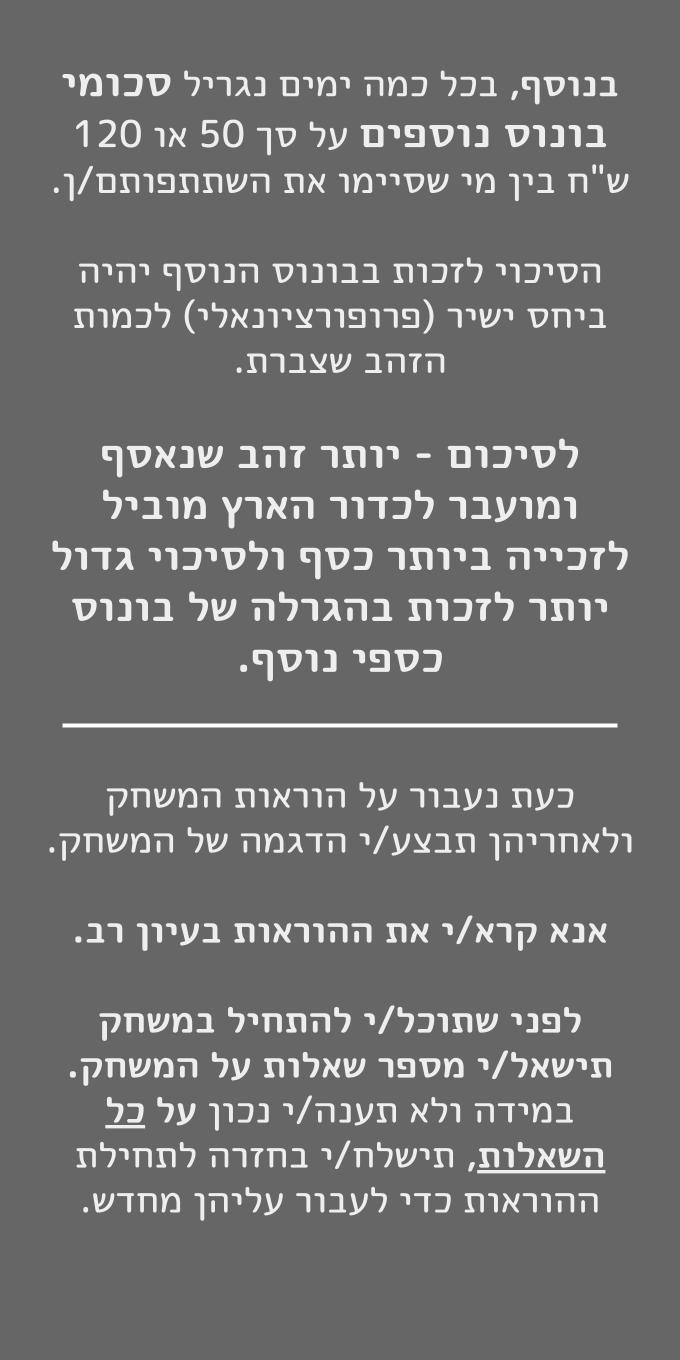 בנוסף, בכל כמה ימים נגריל סכומי
בונוס נוספים על סך 50 או 120
ש"ח בין מי שסיימו את השתתפותם/ן.
הסיכוי לזכות בבונוס הנוסף יהיה
ביחס ישיר (פרופורציונאלי) לכמות
הזהב שצברת.
לסיכום - יותר זהב שנאסף
ומועבר לכדור הארץ מוביל
לזכייה ביותר כסף ולסיכוי גדול
יותר לזכות בהגרלה של בונוס
כספי נוסף.
כעת נעבור על הוראות המשחק
ולאחריהן תבצע/י הדגמה של המשחק.
אנא קרא/י את ההוראות בעיון רב.
לפני שתוכל/י להתחיל במשחק
תישאל/י מספר שאלות על המשחק.
במידה ולא תענה/י נכון על כל
השאלות, תישלח/י בחזרה לתחילת
ההוראות כדי לעבור עליהן מחדש.